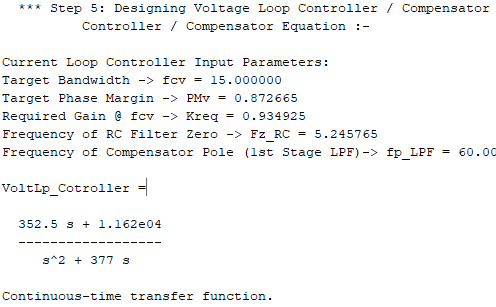 *** Step 5: Designing Voltage Loop Controller / Compensator
Controller / Compensator Equation :-
Current Loop Controller Input Parameters:
Target Bandwidth -> fcv = 15.000000
Target Phase Margin -> PMv = 0.872665
Required Gain @ fcv -> Kreq = 0.934925
Frequency of RC Filter Zero -> Fz_RC = 5.245765
Frequency of Compensator Pole (1st Stage LPF)-> fp_LPF = 60.00
VoltLp_Cotroller =
352.5 s + 1.162e04
------------------
s^2 + 377 s
Continuous-time transfer function.